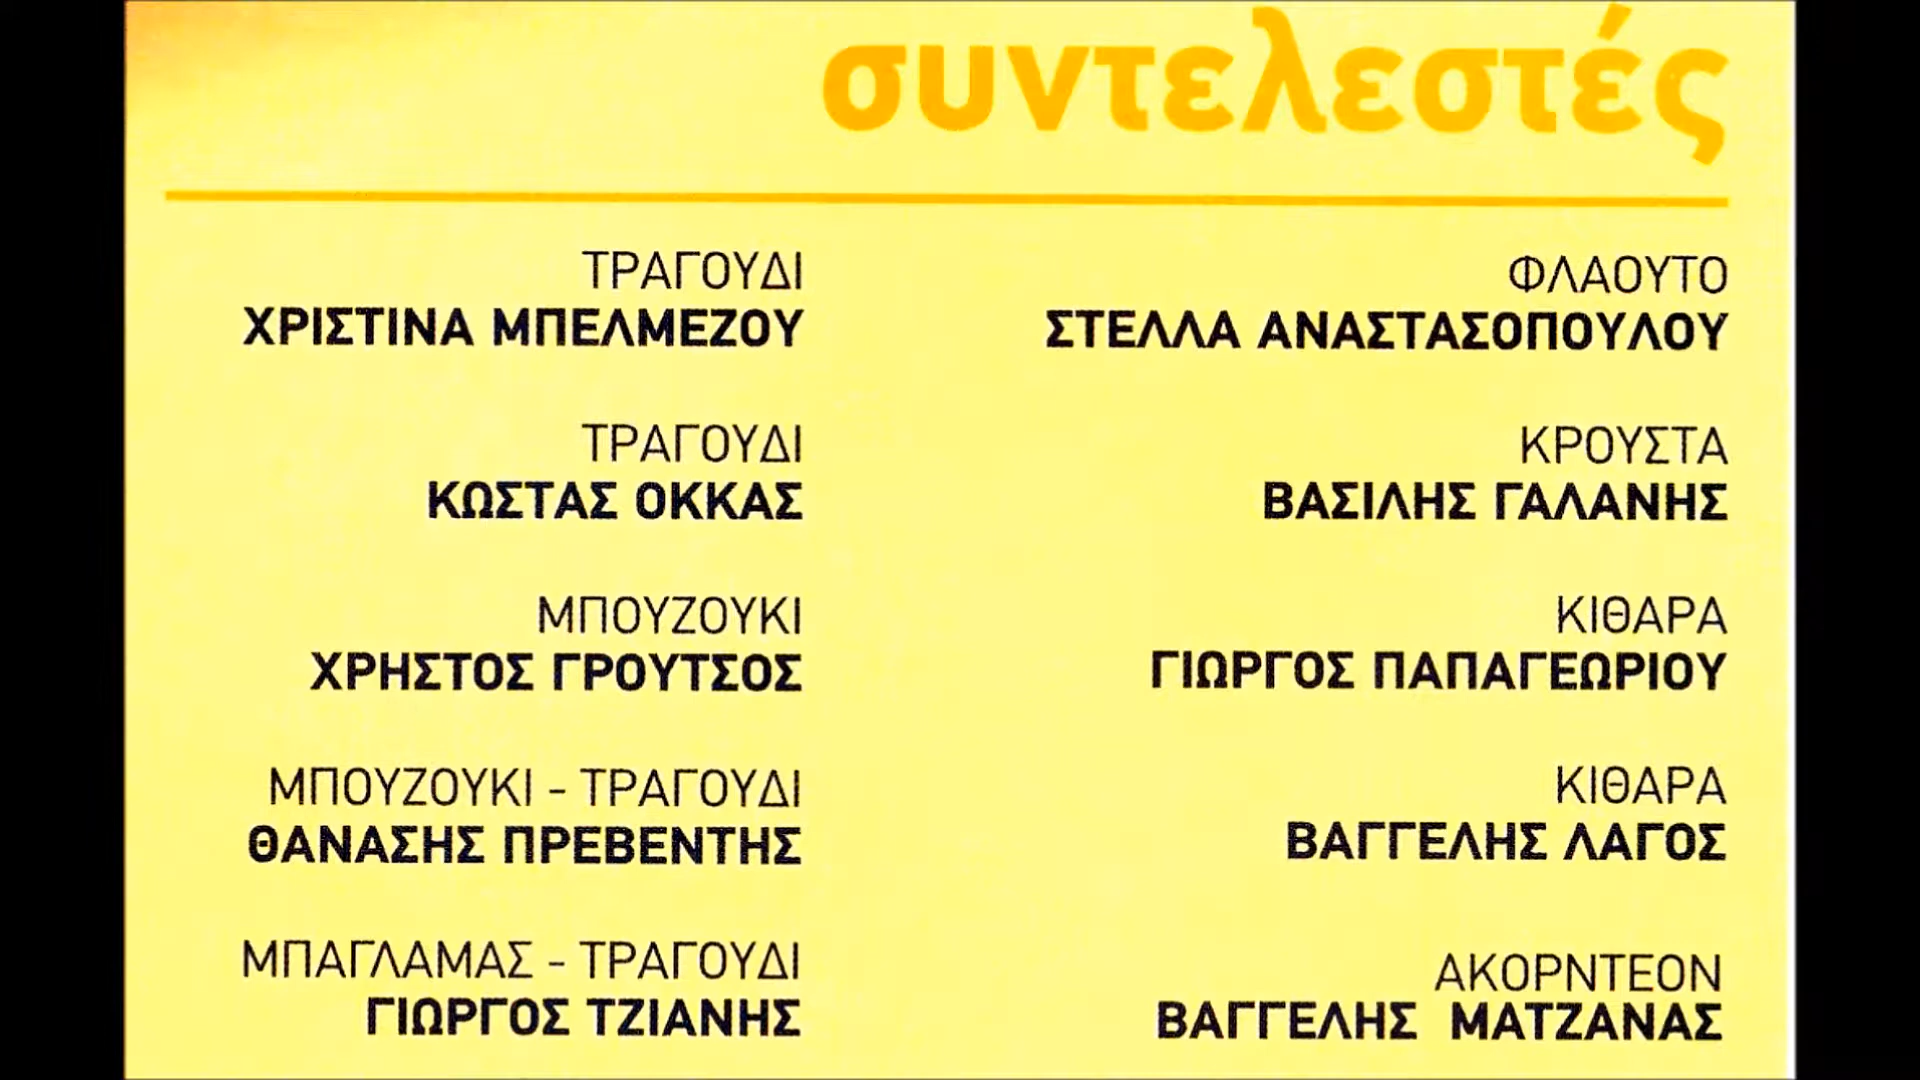 συντελεστές
ΤΡΑΓΟΥΔΙ
ΧΡΙΣΤΙΝΑ ΜΠΕΛΜΕΖΟΥ
ΤΡΑΓΟΥΔΙ
ΚΩΣΤΑΣ ΟΚΚΑΣ
ΜΠΟΥΖΟΥΚΙ
ΧΡΗΣΤΟΣ ΓΡΟΥΤΣΟΣ
ΜΠΟΥΖΟΥΚΙ - ΤΡΑΓΟΥΔΙ
ΘΑΝΑΣΗΣ ΠΡΕΒΕΝΤΗΣ
ΜΠΑΓΛΑΜΑΣ - ΤΡΑΓΟΥΔΙ
ΓΙΩΡΓΟΣ ΤΖΙΑΝΗΣ
ΦΛΑΟΥΤΟ
ΣΤΕΛΛΑ ΑΝΑΣΤΑΣΟΠΟΥΛΟΥ
ΚΡΟΥΣΤΑ
ΒΑΣΙΛΗΣ ΓΑΛΑΝΗΣ
ΚΙΘΑΡΑ
ΓΙΩΡΓΟΣ ΠΑΠΑΓΕΩΡΙΟΥ
ΚΙΘΑΡΑ
ΒΑΓΓΕΛΗΣ ΛΑΓΟΣ
ΑΚΟΡΝΤΕΟΝ
ΒΑΓΓΕΛΗΣ ΜΑΤΖΑΝΑΣ